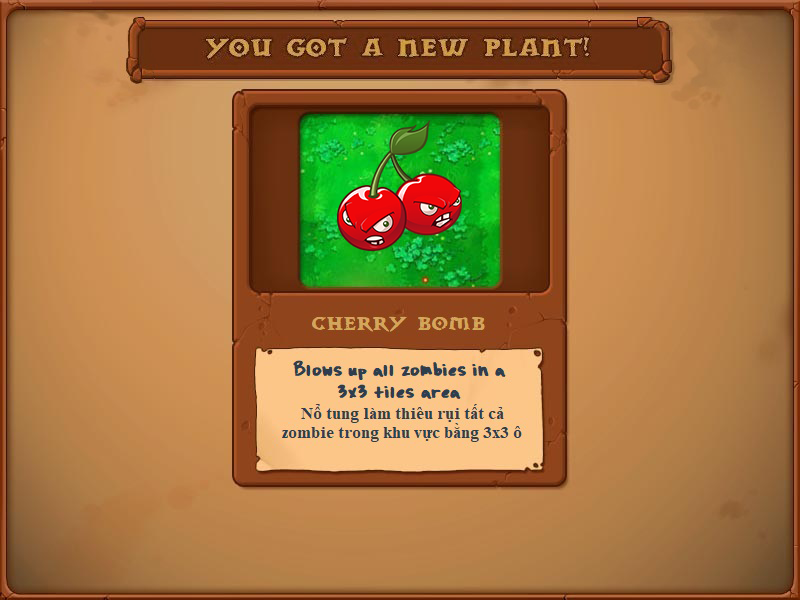 YOU GOT A NEW PLANT!
CHERRY BOMB
Blows up all zombies in a
3x3 tiles area
Nổ tung làm thiêu rụi tất cả
zombie trong khu vực bằng 3x3 ô